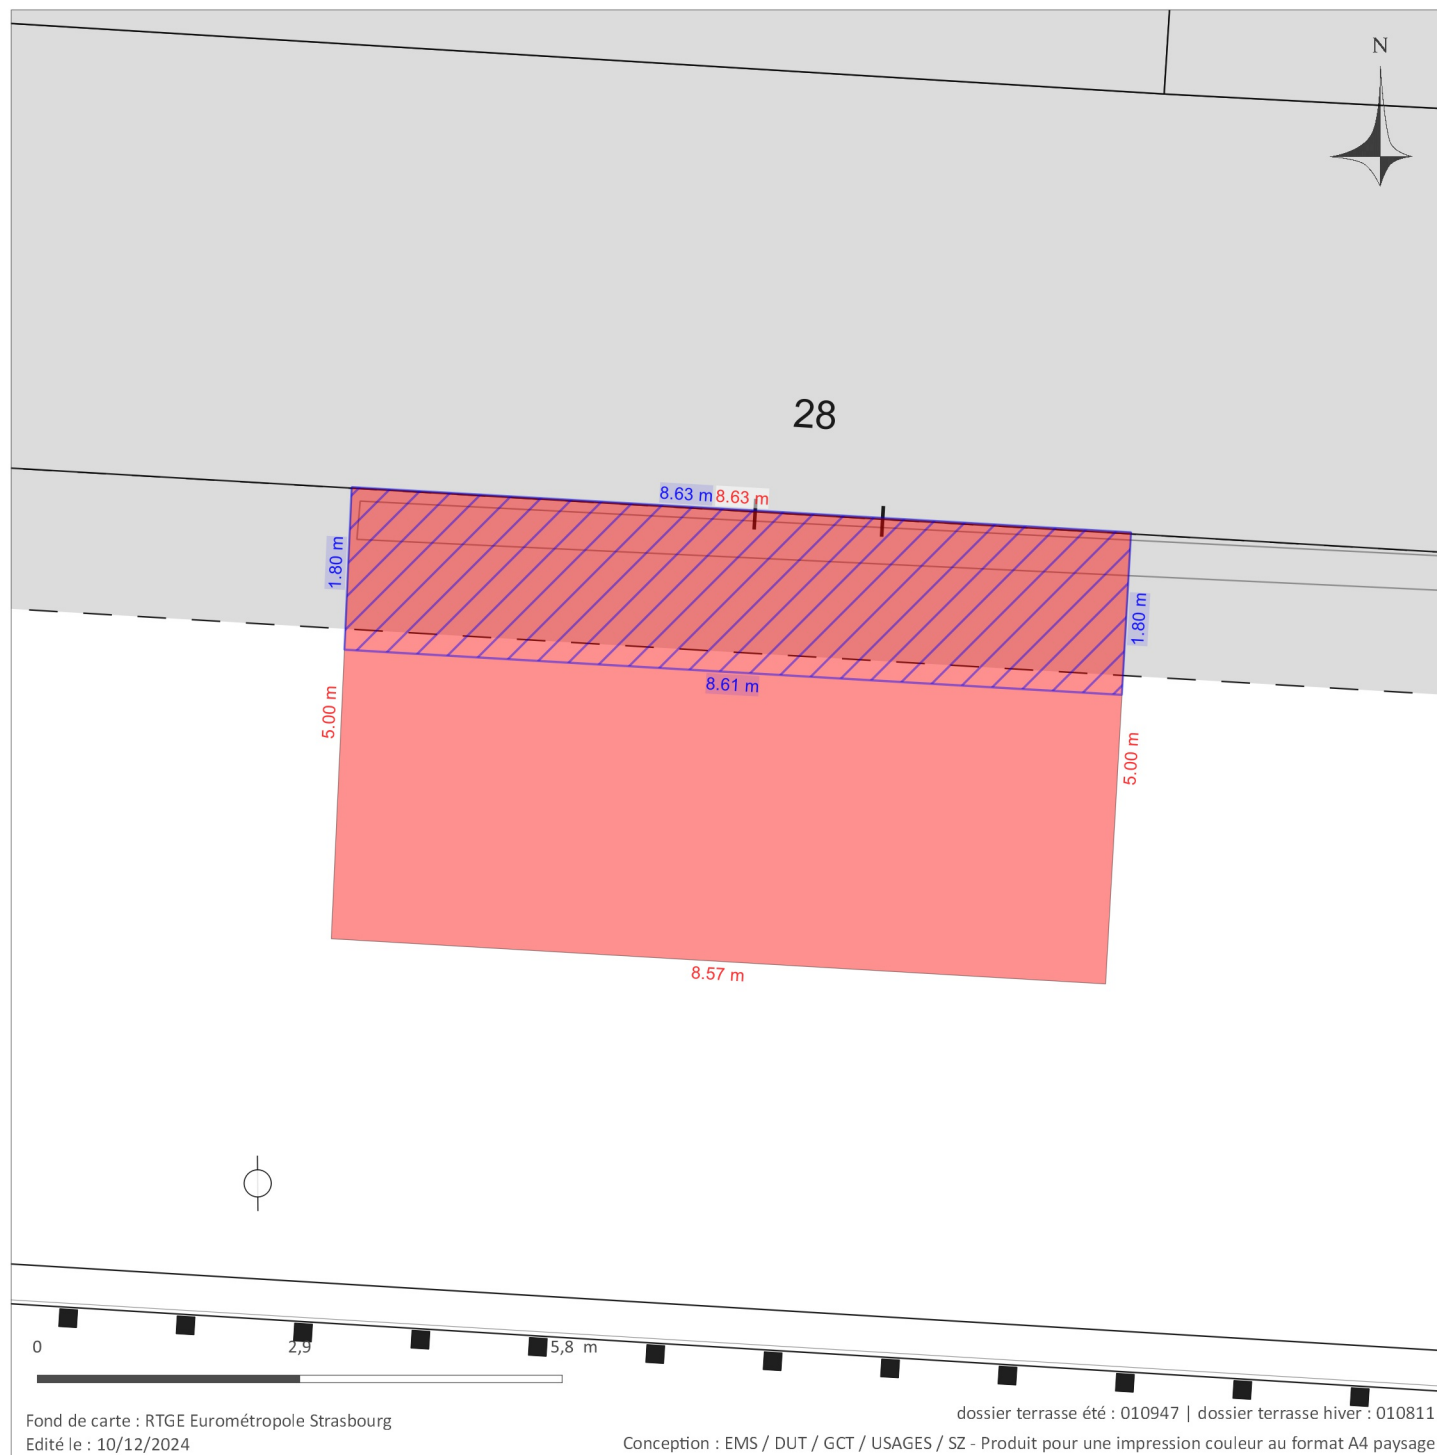 N
28
8.63 m 8.63 m
1.80 m
1.80 m
8.61 m
5.00 m
5.00 m
8.57 m
0 2,9 5,8 m
Fond de carte : RTGE Eurométropole Strasbourg
dossier terrasse été : 010947 | dossier terrasse hiver : 010811
Edité le : 10/12/2024
Conception : EMS / DUT / GCT / USAGES / SZ - Produit pour une impression couleur au format A4 paysage